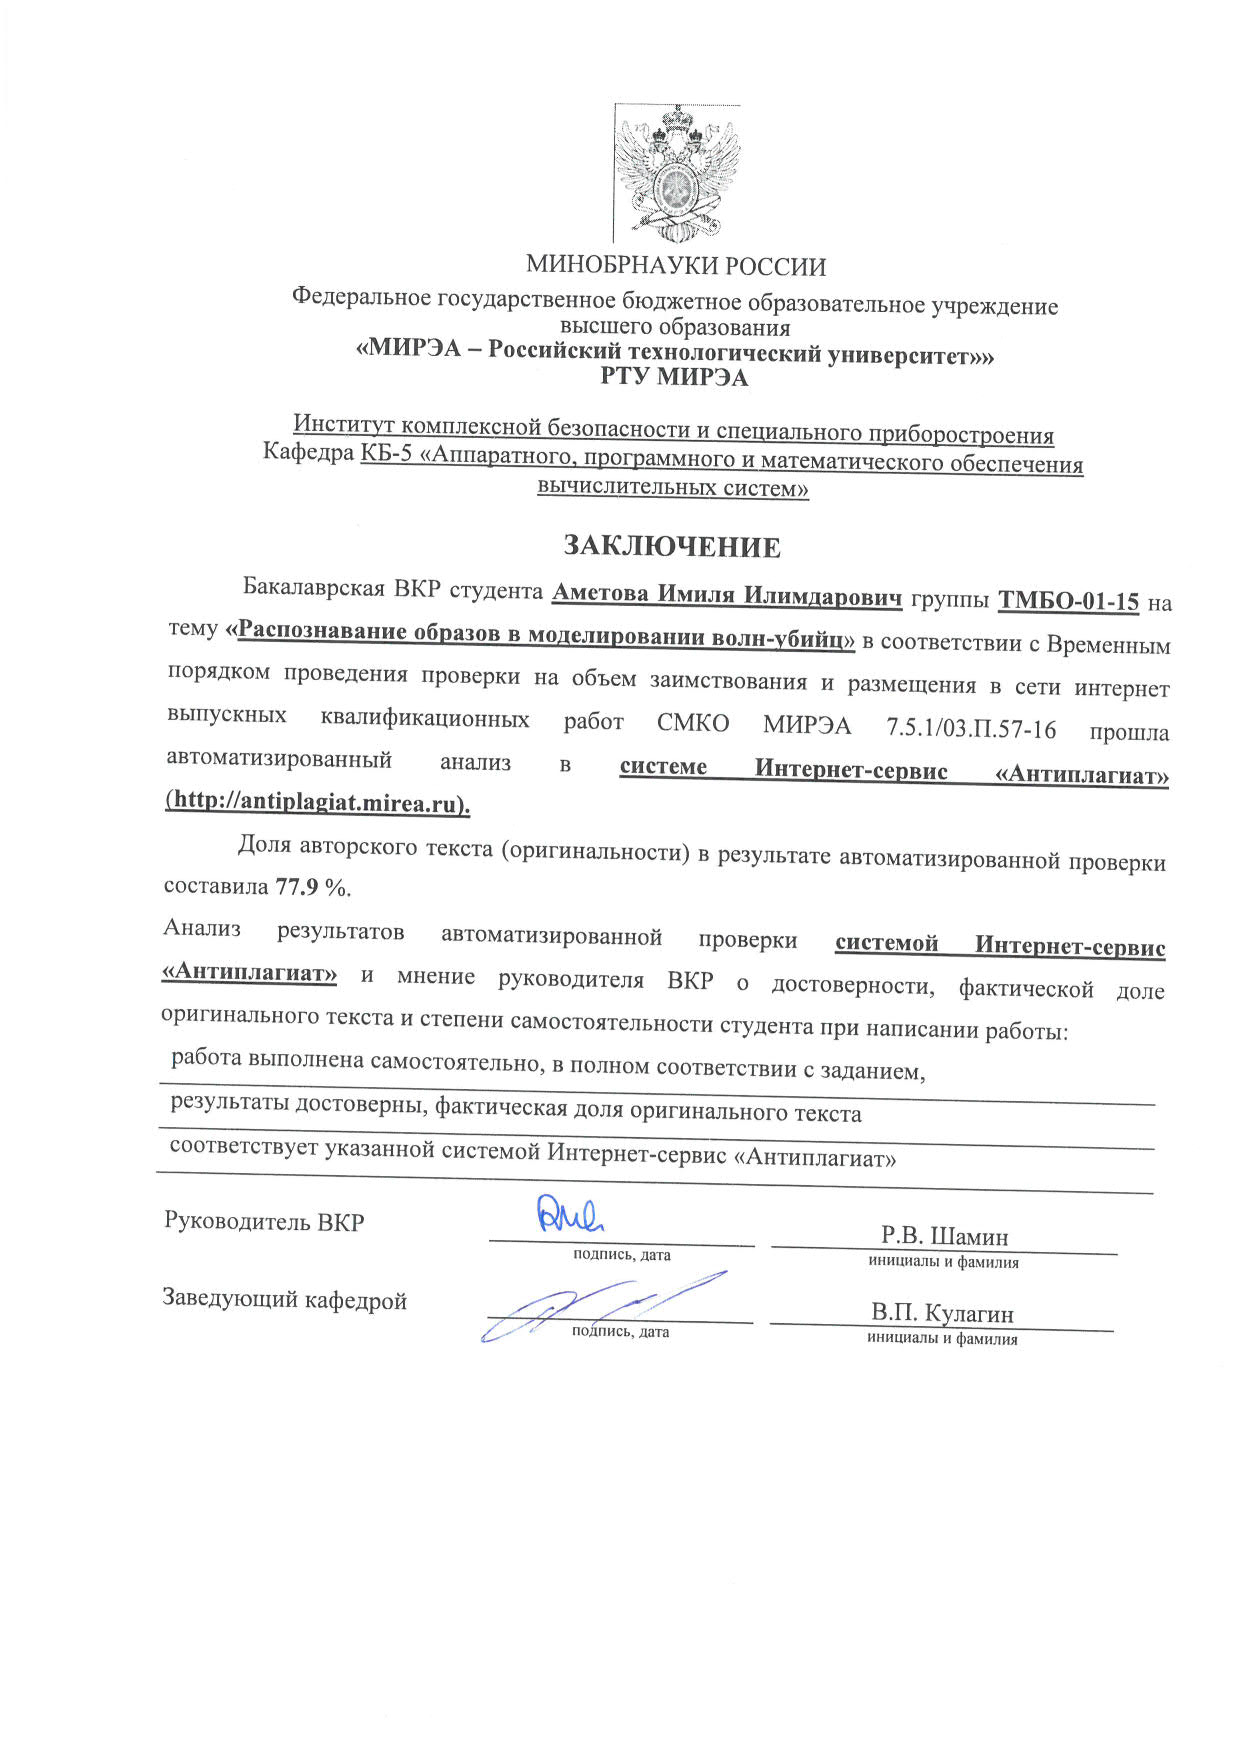 МИНОБРНАУКИ РОССИИ
Федеральное государственное бюджетное образовательное учреждение
высшего образования
«МИРЭА – Российский технологический университет»»
РТУ МИРЭА
Институт комплексной безопасности и специального приборостроения
Кафедра КБ-5 «Аппаратного, программного и математического обеспечения
вычислительных систем»
ЗАКЛЮЧЕНИЕ
Бакалаврская ВКР студента Аметова Имиля Илимдарович группы ТМБО-01-15 на
тему «Распознавание образов в моделировании волн-убийц» в соответствии с Временным
порядком проведения проверки на объем заимствования и размещения в сети интернет
выпускных квалификационных работ СМКО МИРЭА 7.5.1/03.П.57-16 прошла
автоматизированный анализ в системе Интернет-сервис «Антиплагиат»
(http://antiplagiat.mirea.ru).
Доля авторского текста (оригинальности) в результате автоматизированной проверки
составила 77.9 %.
Анализ результатов автоматизированной проверки системой Интернет-сервис
«Антиплагиат» и мнение руководителя ВКР о достоверности, фактической доле
оригинального текста и степени самостоятельности студента при написании работы:
работа выполнена самостоятельно, в полном соответствии с заданием,
результаты достоверны, фактическая доля оригинального текста
соответствует указанной системой Интернет-сервис «Антиплагиат»
Руководитель ВКР Р.В. Шамин
подпись, дата инициалы и фамилия
Заведующий кафедрой В.П. Кулагин
подпись, дата инициалы и фамилия